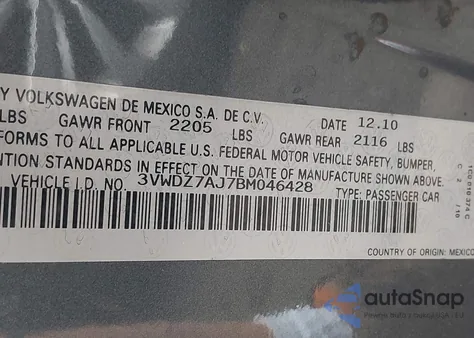 Y VOLKSWAGEN DE MEXICO S.A. DE C.V.
DATE 12.10
LBS GAWR FRONT 2205 LBS GAWR REAR 2116
FORMS TO ALL APPLICABLE U.S. FEDERAL MOTOR VEHICLE SAFETY, BUMPER,
NTION STANDARDS IN EFFECT ON THE DATE OF MANUFACTURE SHOWN ABOVE.
VEHICLE I.D. NO. 3VWDZ7AJ7BM046428
TYPE: PASSENGER CAR
COUNTRY OF ORIGIN: MEXICO
autoSnap